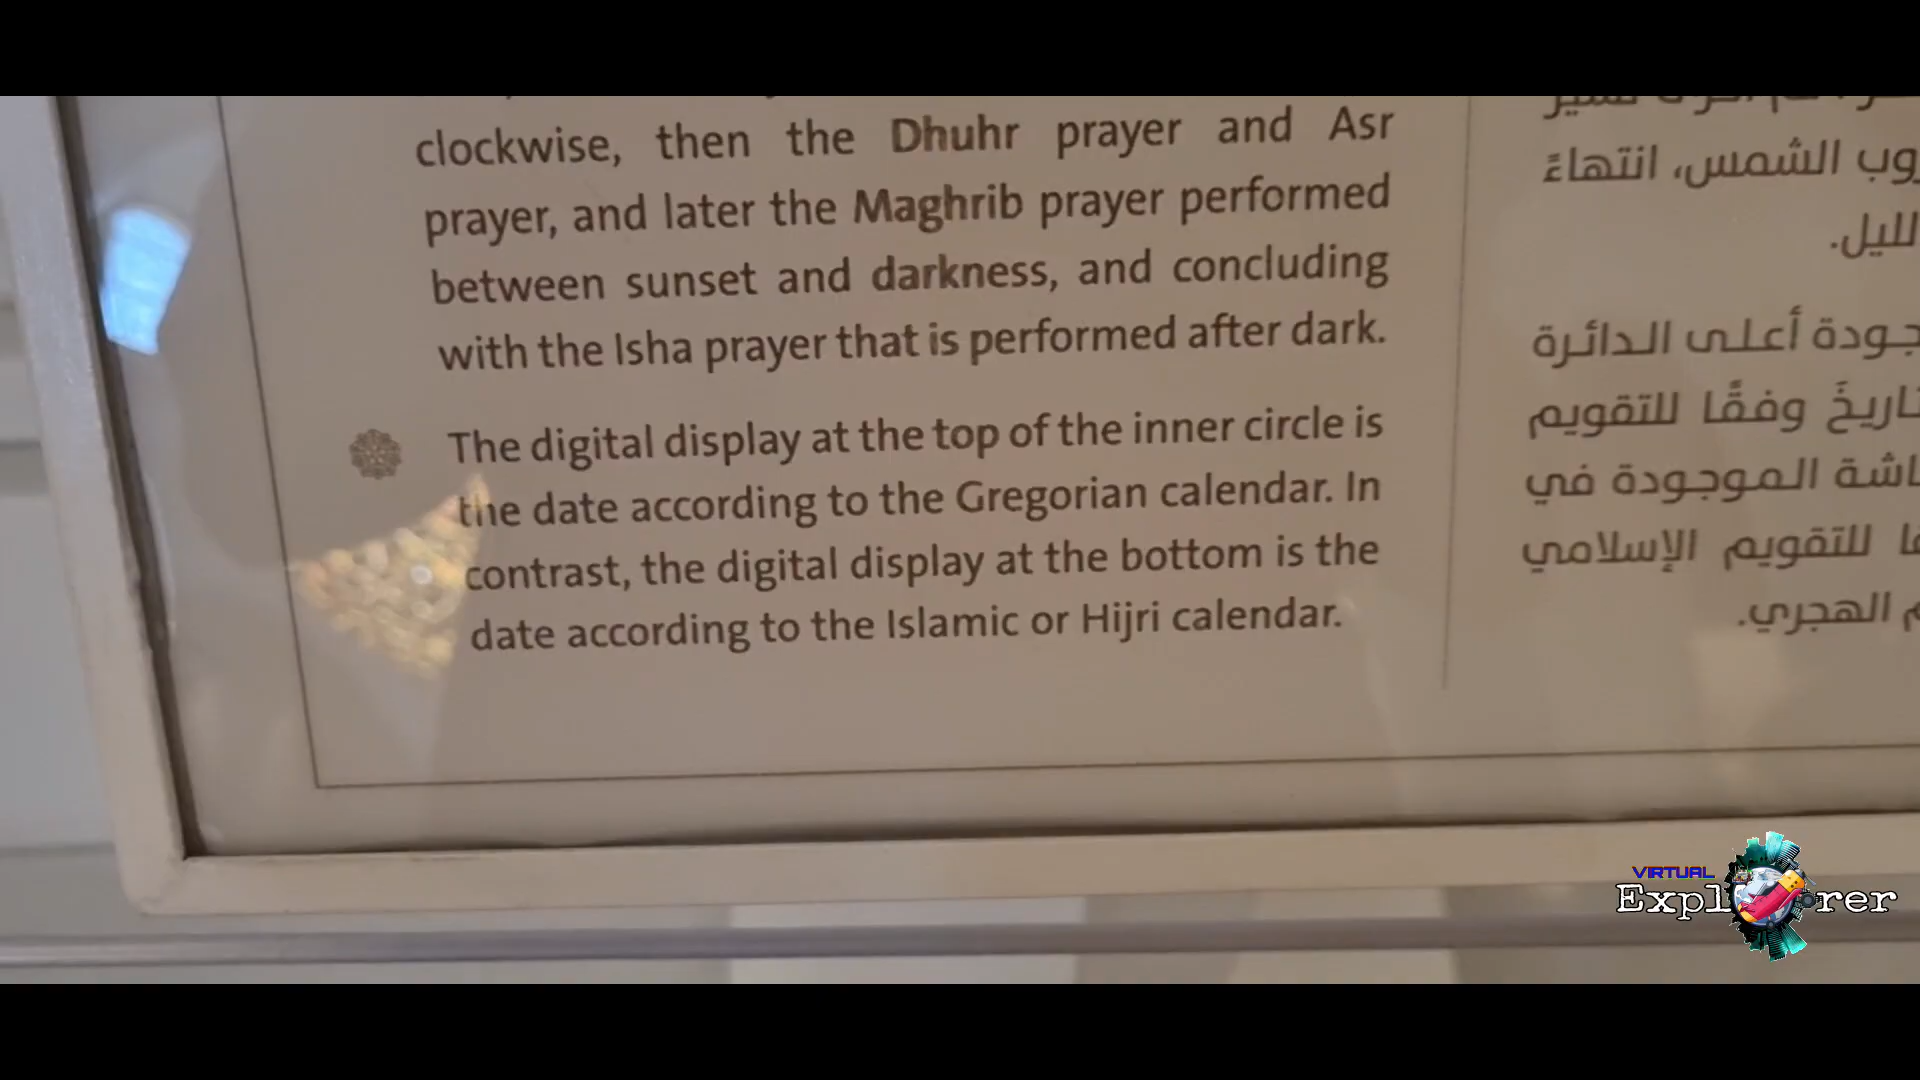 clockwise, then the Dhuhr prayer and Asr
prayer, and later the Maghrib prayer performed
between sunset and darkness, and concluding
with the Isha prayer that is performed after dark.
The digital display at the top of the inner circle is
the date according to the Gregorian calendar. In
contrast, the digital display at the bottom is the
date according to the Islamic or Hijri calendar.
الشمس، انتهاءً
أعلى الدائرة
وفقًا للتقويم
الموجودة في
للتقويم الإسلامي
الهجري.
VIRTUAL
Explorer